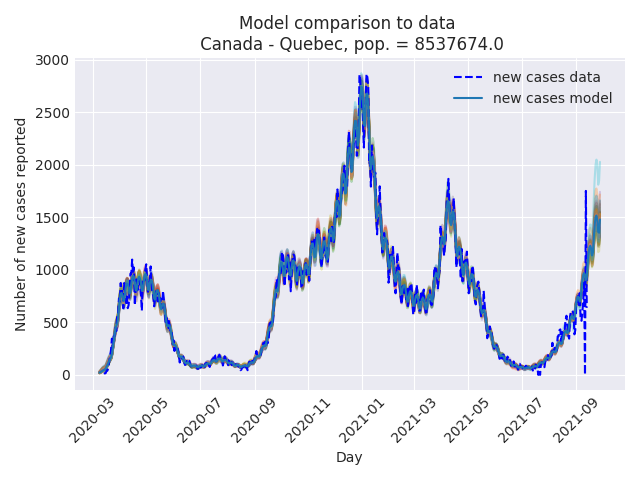 Model comparison to data
Canada - Quebec, pop. = 8537674.0
new cases data
new cases model
Number of new cases reported
3000
2500
2000
1500
1000
500
0
2020-03
2020-05
2020-07
2020-09
2020-11
2021-01
2021-03
2021-05
2021-07
2021-09
Day